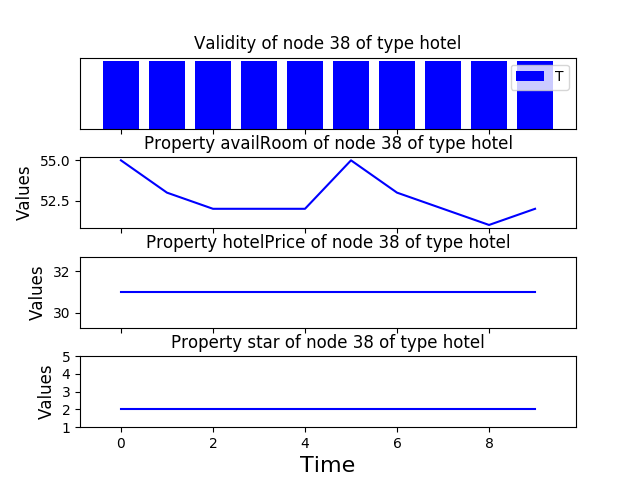 Validity of node 38 of type hotel
T
Property availRoom of node 38 of type hotel
55.0
52.5
Values
Property hotelPrice of node 38 of type hotel
32
30
Values
Property star of node 38 of type hotel
5
4
3
2
1
Values
0 2 4 6 8
Time